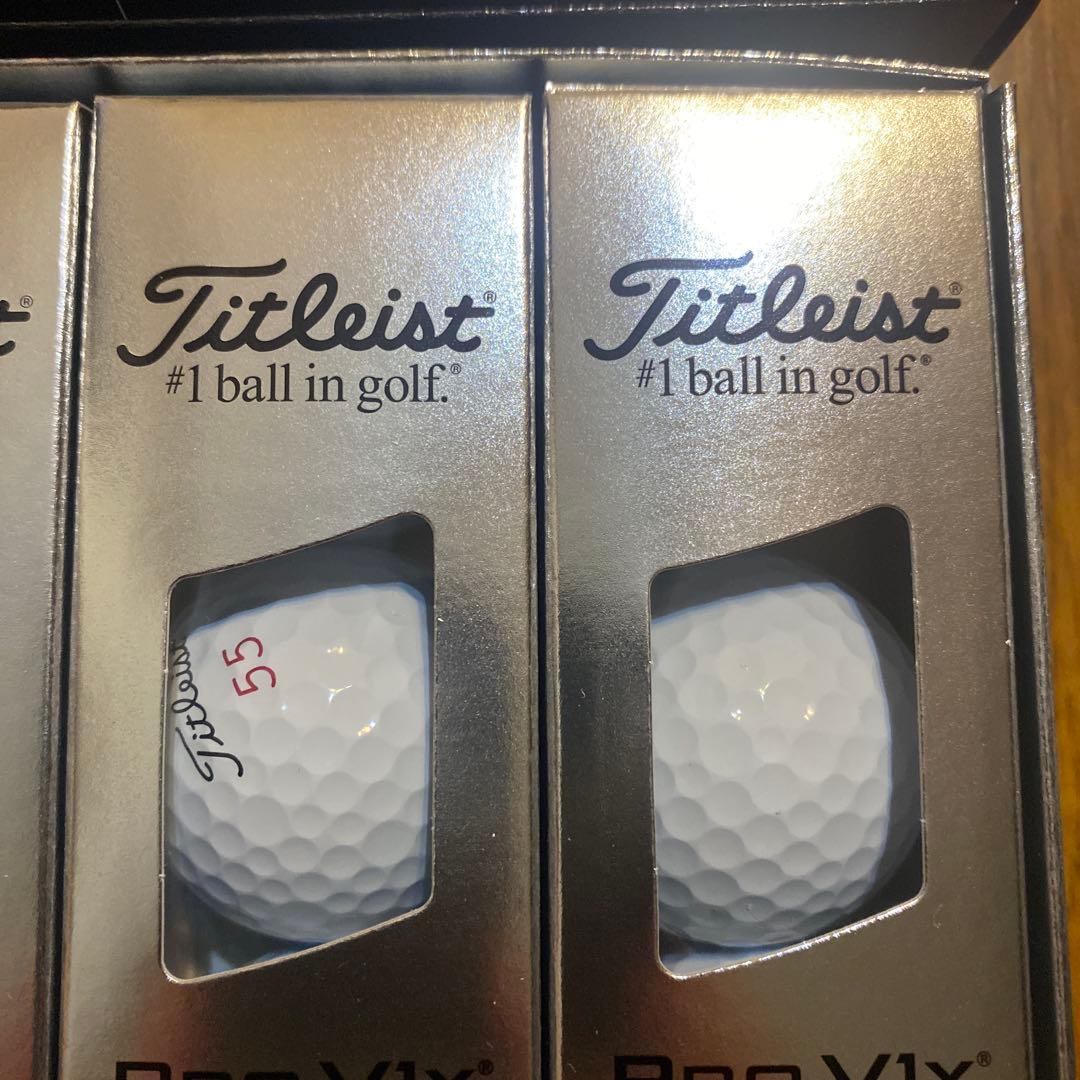 Titleist®
#1 ball in golf.®
Titleist
55
Pro V1x®
Titleist®
#1 ball in golf.®
Pro V1x®
t®